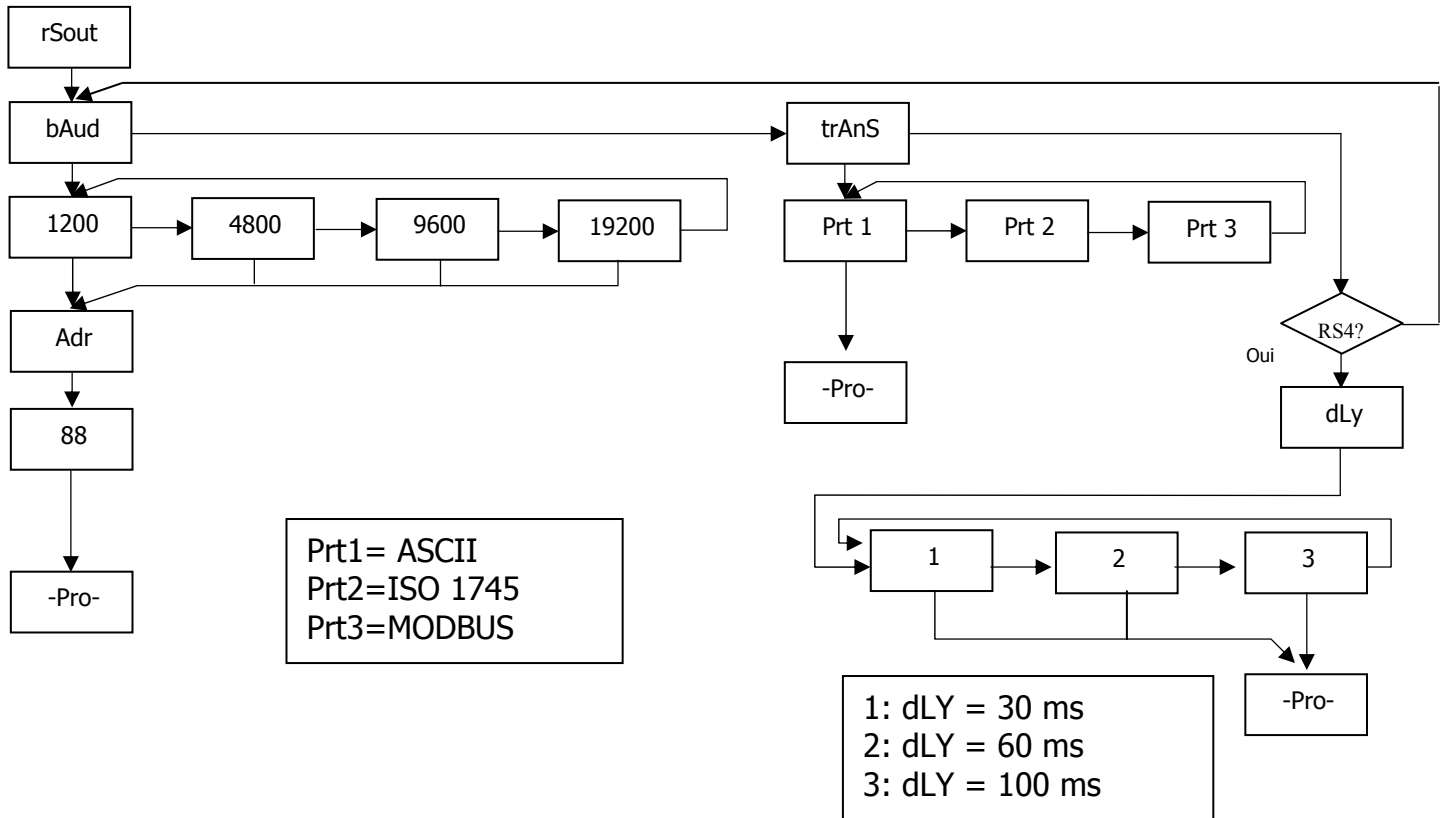 rSout
bAud
trAnS
1200
4800
9600
19200
Prt 1
Prt 2
Prt 3
Adr
RS4?
Oui
-Pro-
dLy
88
Prt1= ASCII
Prt2=ISO 1745
Prt3=MODBUS
1
2
3
-Pro-
-Pro-
1: dLY = 30 ms
2: dLY = 60 ms
3: dLY = 100 ms